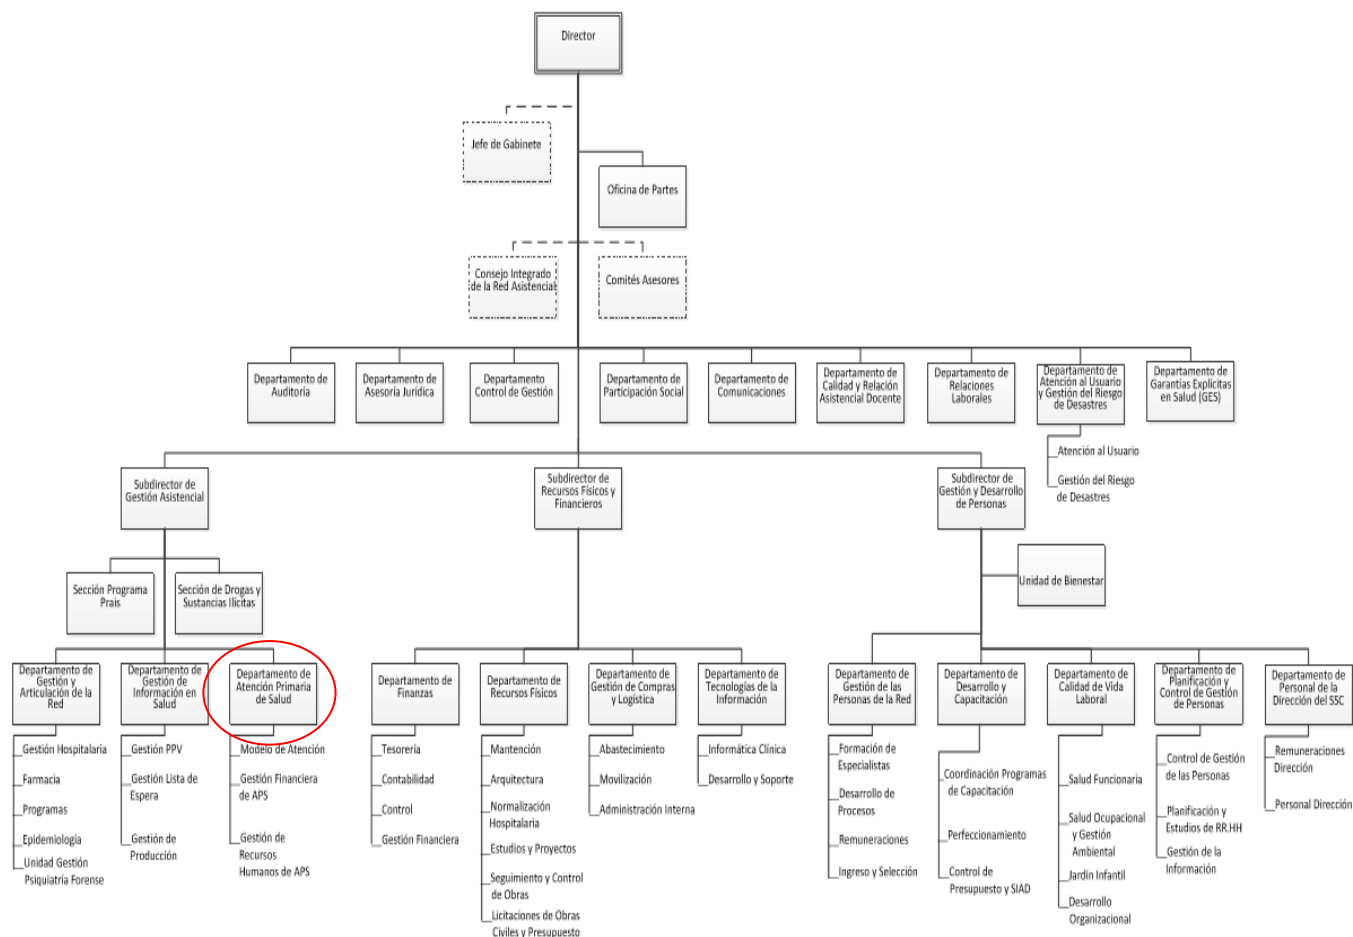 Director
Jefe de Gabinete
Oficina de Partes
Consejo Integrado
de la Red Asistencial
Comités Asesores
Departamento de
Auditoría
Departamento de
Asesoría Jurídica
Departamento
Control de Gestión
Departamento de
Participación Social
Departamento de
Comunicaciones
Departamento de
Calidad y Relación
Asistencial Docente
Departamento de
Relaciones
Laborales
Departamento de
Atención al Usuario
y Gestión del Riesgo
de Desastres
Departamento de
Garantías Explícitas
en Salud (GES)
Atención al Usuario
Gestión del Riesgo
de Desastres
Subdirector de
Gestión Asistencial
Subdirector de
Recursos Físicos y
Financieros
Subdirector de
Gestión y Desarrollo
de Personas
Sección Programa
Prais
Sección de Drogas y
Sustancias Ilícitas
Unidad de Bienestar
Departamento de
Gestión y
Articulación de la
Red
Departamento de
Gestión de
Información en
Salud
Departamento de
Atención Primaria
de Salud
Departamento de
Finanzas
Departamento de
Recursos Físicos
Departamento de
Gestión de Compras
y Logística
Departamento de
Tecnologías de la
Información
Departamento de
Gestión de las
Personas de la Red
Departamento de
Desarrollo y
Capacitación
Departamento de
Calidad de Vida
Laboral
Departamento de
Planificación y
Control de Gestión
de Personas
Departamento de
Personal de la
Dirección del SSC
Gestión Hospitalaria
Farmacia
Programas
Epidemiología
Unidad Gestión
Psiquiatría Forense
Gestión PPV
Gestión Lista de
Espera
Gestión de
Producción
Modelo de Atención
Gestión Financiera
de APS
Gestión de
Recursos
Humanos de APS
Tesorería
Contabilidad
Control
Gestión Financiera
Mantención
Arquitectura
Normalización
Hospitalaria
Estudios y Proyectos
Seguimiento y Control
de Obras
Licitaciones de Obras
Civiles y Presupuesto
Abastecimiento
Movilización
Administración Interna
Informática Clínica
Desarrollo y Soporte
Formación de
Especialistas
Desarrollo de
Procesos
Remuneraciones
Ingreso y Selección
Coordinación Programas
de Capacitación
Perfeccionamiento
Control de
Presupuesto y SIAD
Salud Funcionaria
Salud Ocupacional
y Gestión
Ambiental
Jardín Infantil
Desarrollo
Organizacional
Control de Gestión
de las Personas
Planificación y
Estudios de RR.HH
Gestión de la
Información
Remuneraciones
Dirección
Personal Dirección